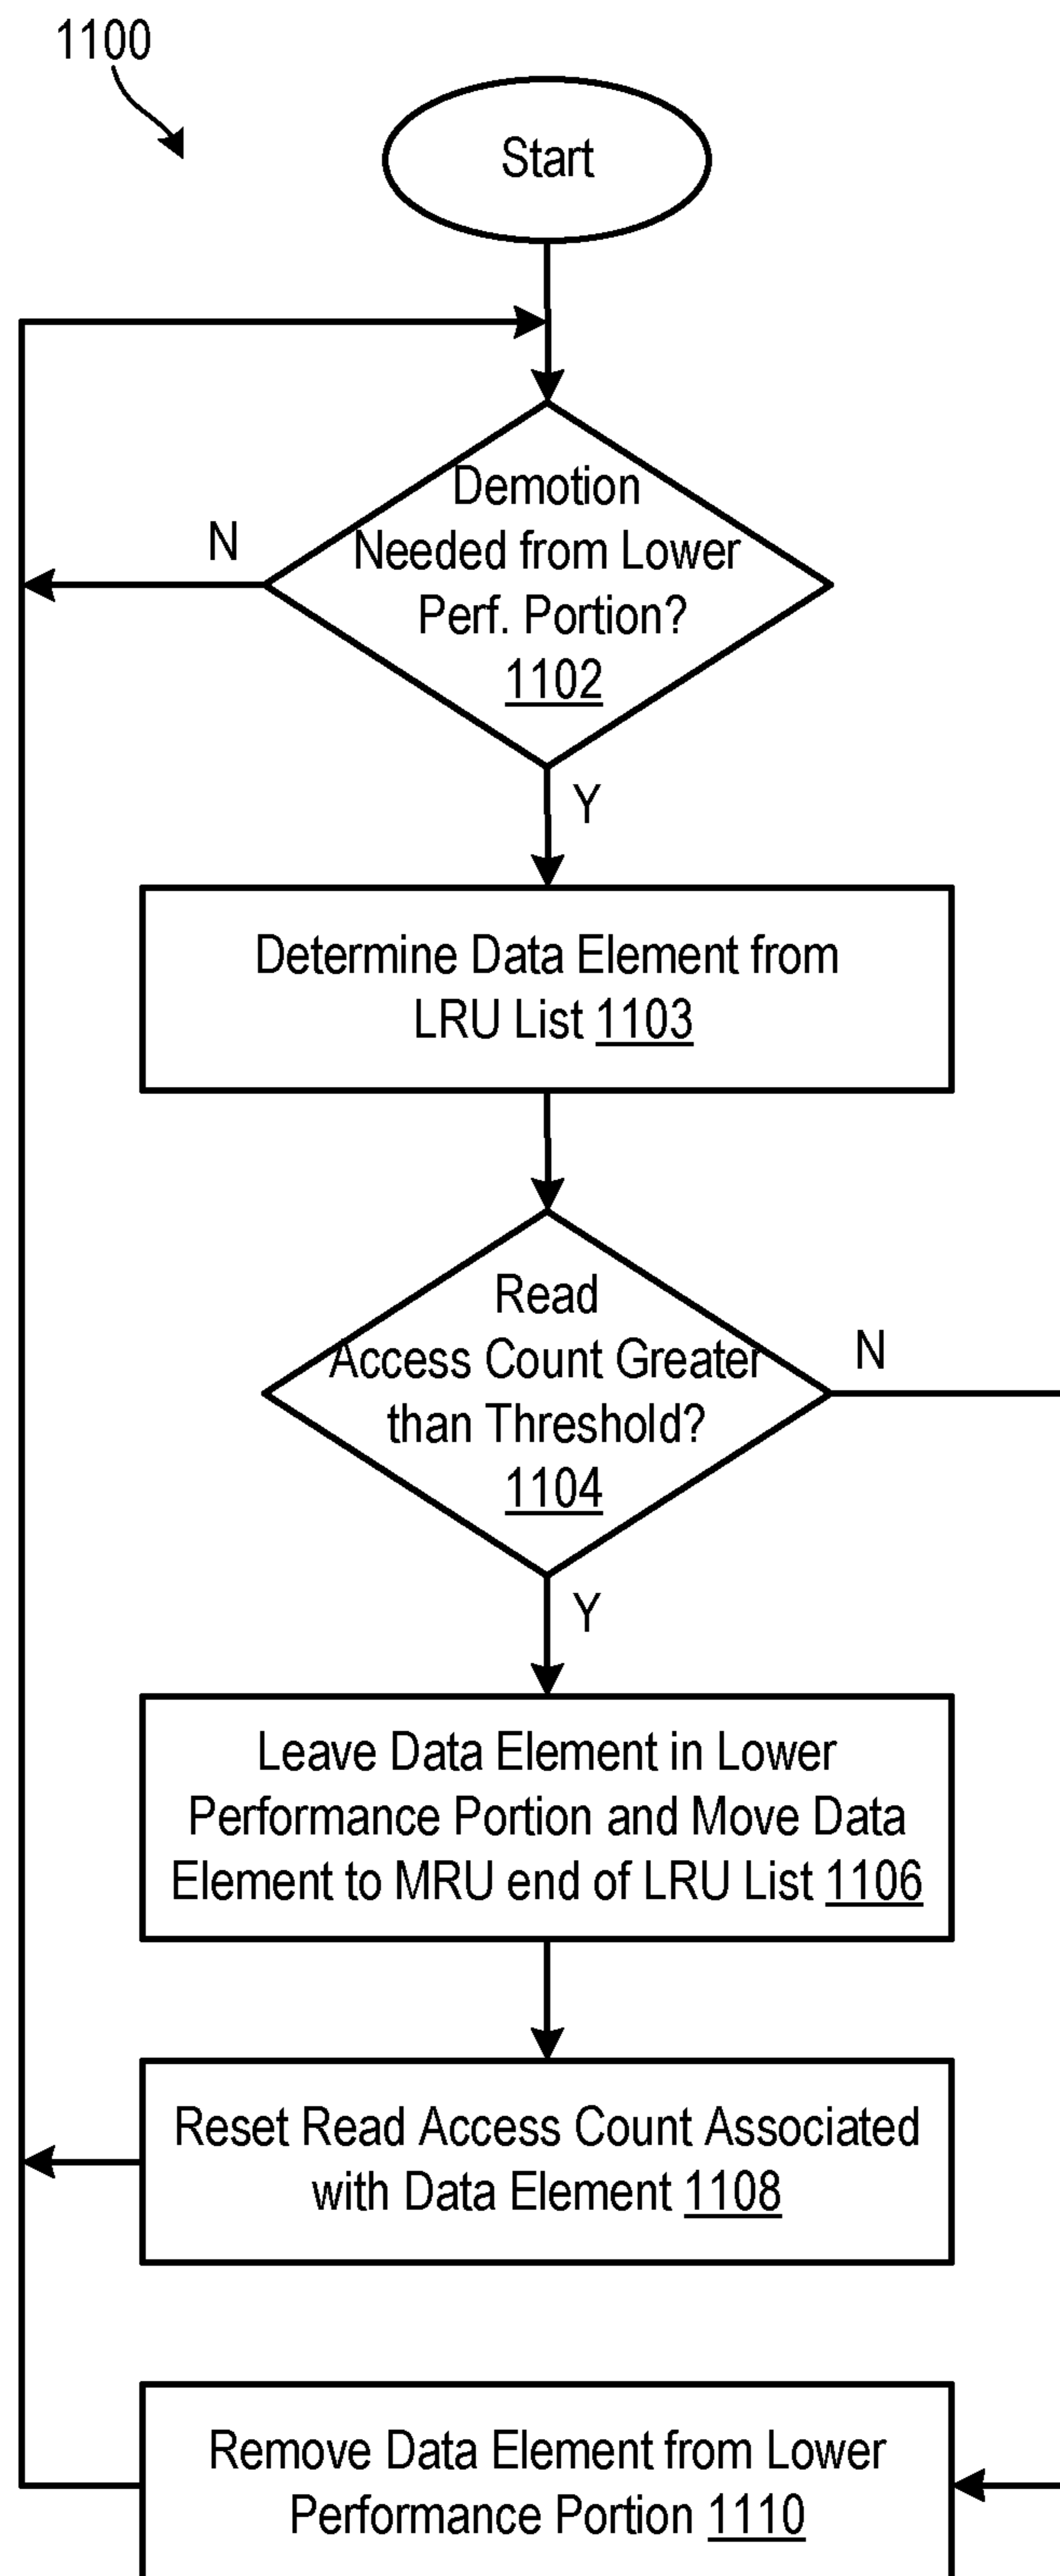 1100
Start
Demotion
Needed from Lower
Perf. Portion?
1102
N
Y
Determine Data Element from
LRU List 1103
Read
Access Count Greater
than Threshold?
1104
N
Y
Leave Data Element in Lower
Performance Portion and Move Data
Element to MRU end of LRU List 1106
Reset Read Access Count Associated
with Data Element 1108
Remove Data Element from Lower
Performance Portion 1110